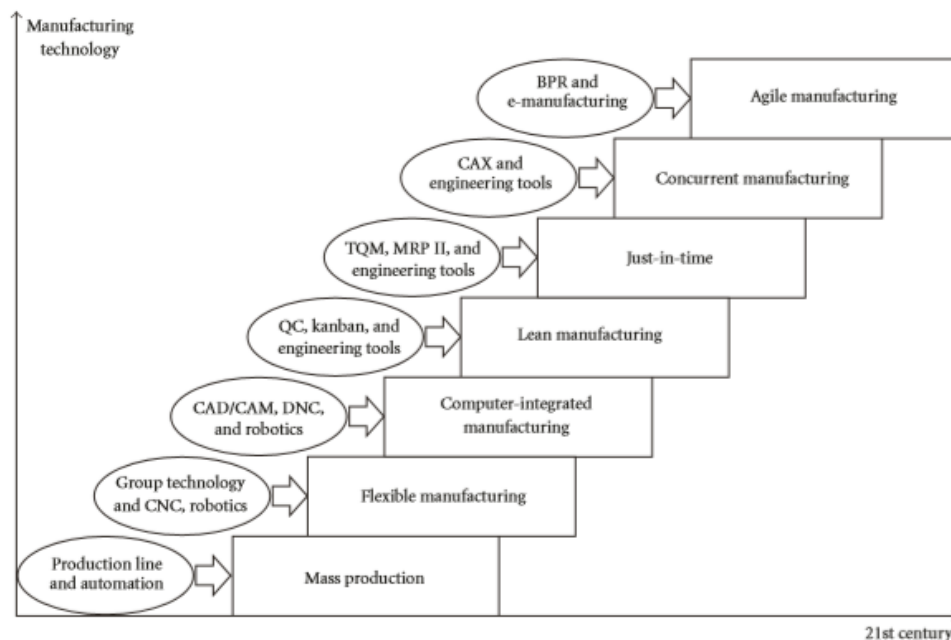 Manufacturing
technology
BPR and
e-manufacturing
Agile manufacturing
CAX and
engineering tools
Concurrent manufacturing
TQM, MRP II, and
engineering tools
Just-in-time
QC, kanban, and
engineering tools
Lean manufacturing
CAD/CAM, DNC,
and robotics
Computer-integrated
manufacturing
Group technology
and CNC, robotics
Flexible manufacturing
Production line
and automation
Mass production
21st century